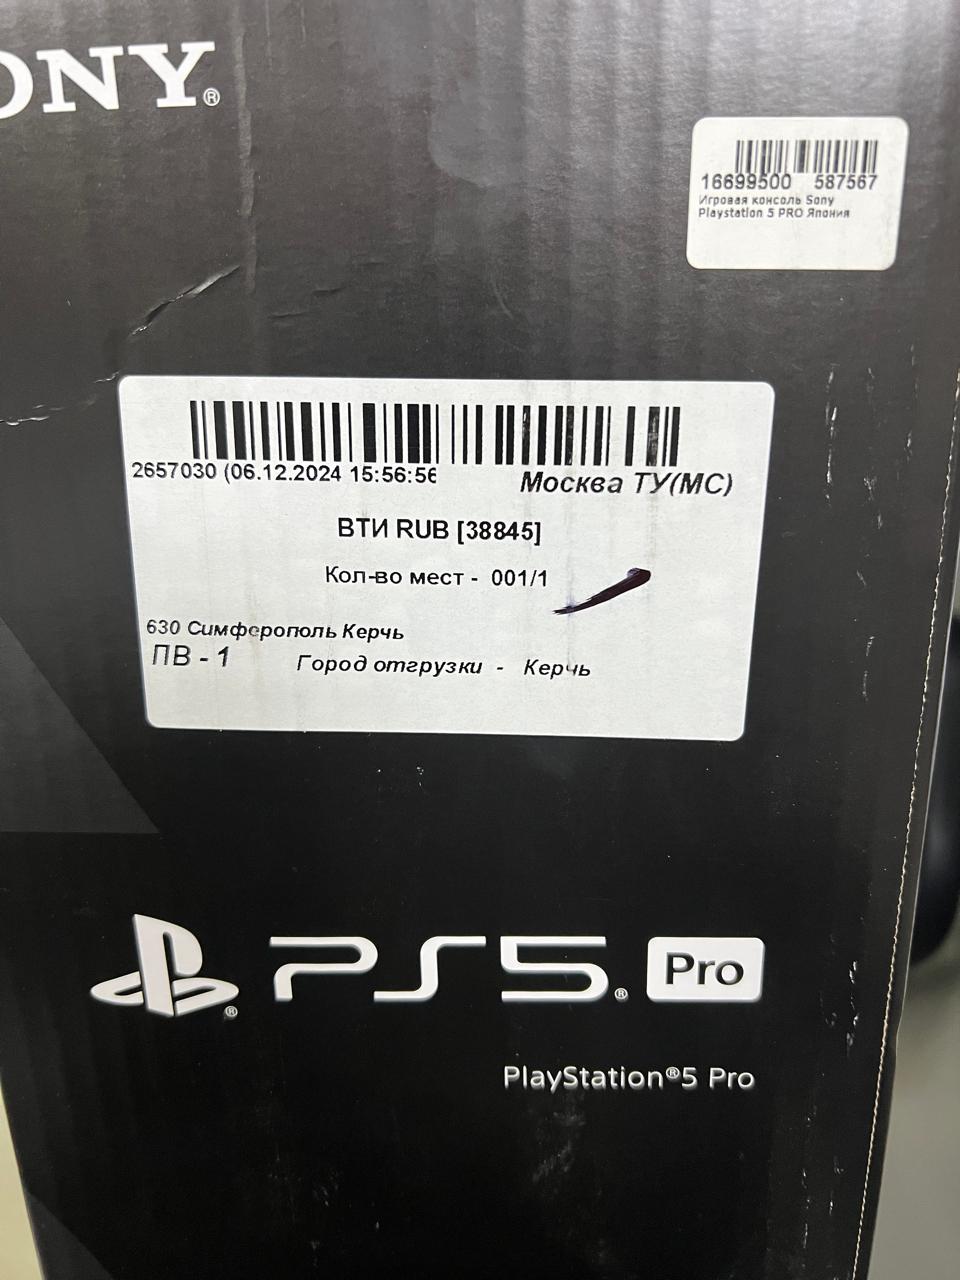 ONY®
16699500 587567
Игровая консоль Sony
Playstation 5 PRO Япония
2657030 (06.12.2024 15:56:56
Москва ТУ(МС)
ВТИ RUB [38845]
Кол-во мест - 001/1
630 Симферополь Керчь
ПВ - 1 Город отгрузки - Керчь
PS5® Pro
PlayStation®5 Pro